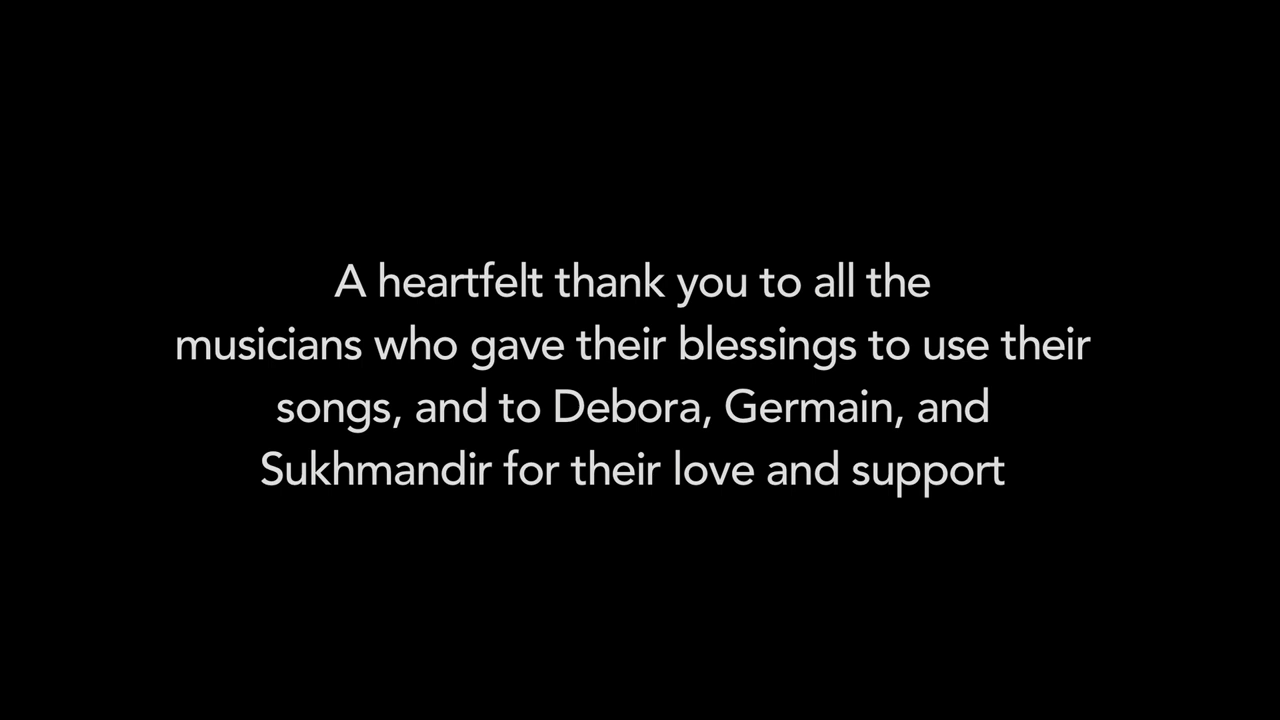 A heartfelt thank you to all the
musicians who gave their blessings to use their
songs, and to Debora, Germain, and
Sukhmandir for their love and support